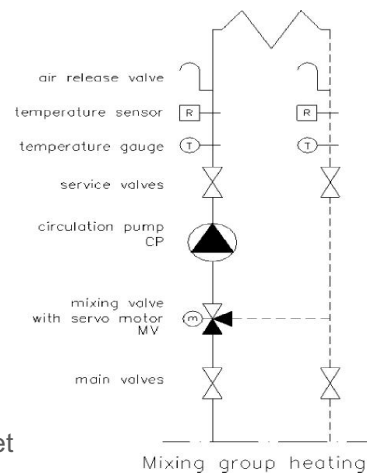 air release valve
temperature sensor R R
temperature gauge T T
service valves
circulation pump
CP
mixing valve
with servo motor m
MV
main valves
et
Mixing group heating